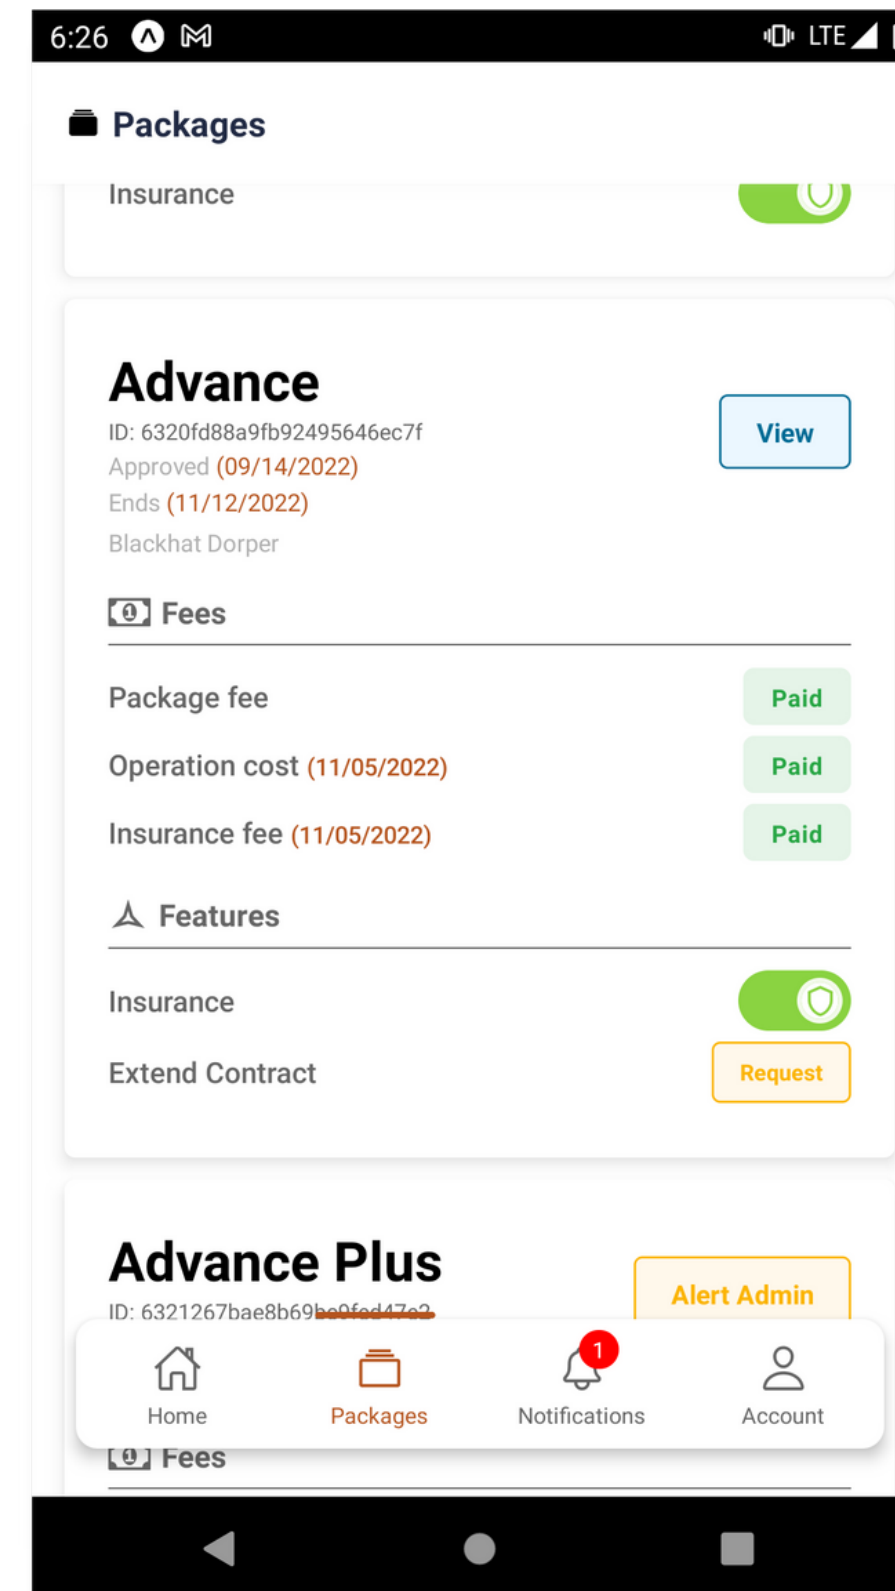 6:26 LTE
Packages
Insurance
Advance
ID: 6320fd88a9fb92495646ec7f
View
Approved (09/14/2022)
Ends (11/12/2022)
Blackhat Dorper
Fees
Package fee Paid
Operation cost (11/05/2022) Paid
Insurance fee (11/05/2022) Paid
Features
Insurance
Extend Contract Request
Advance Plus
Alert Admin
ID: 6321267bae8b69
1
Home Packages Notifications Account
Fees